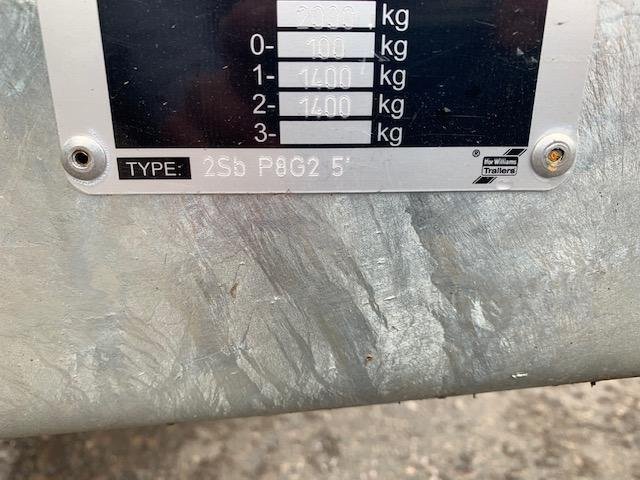 2000 kg
0- 100 kg
1- 1400 kg
2- 1400 kg
3- kg
TYPE: 2Sb P8G2 5'
® Ifor Williams
Trailers